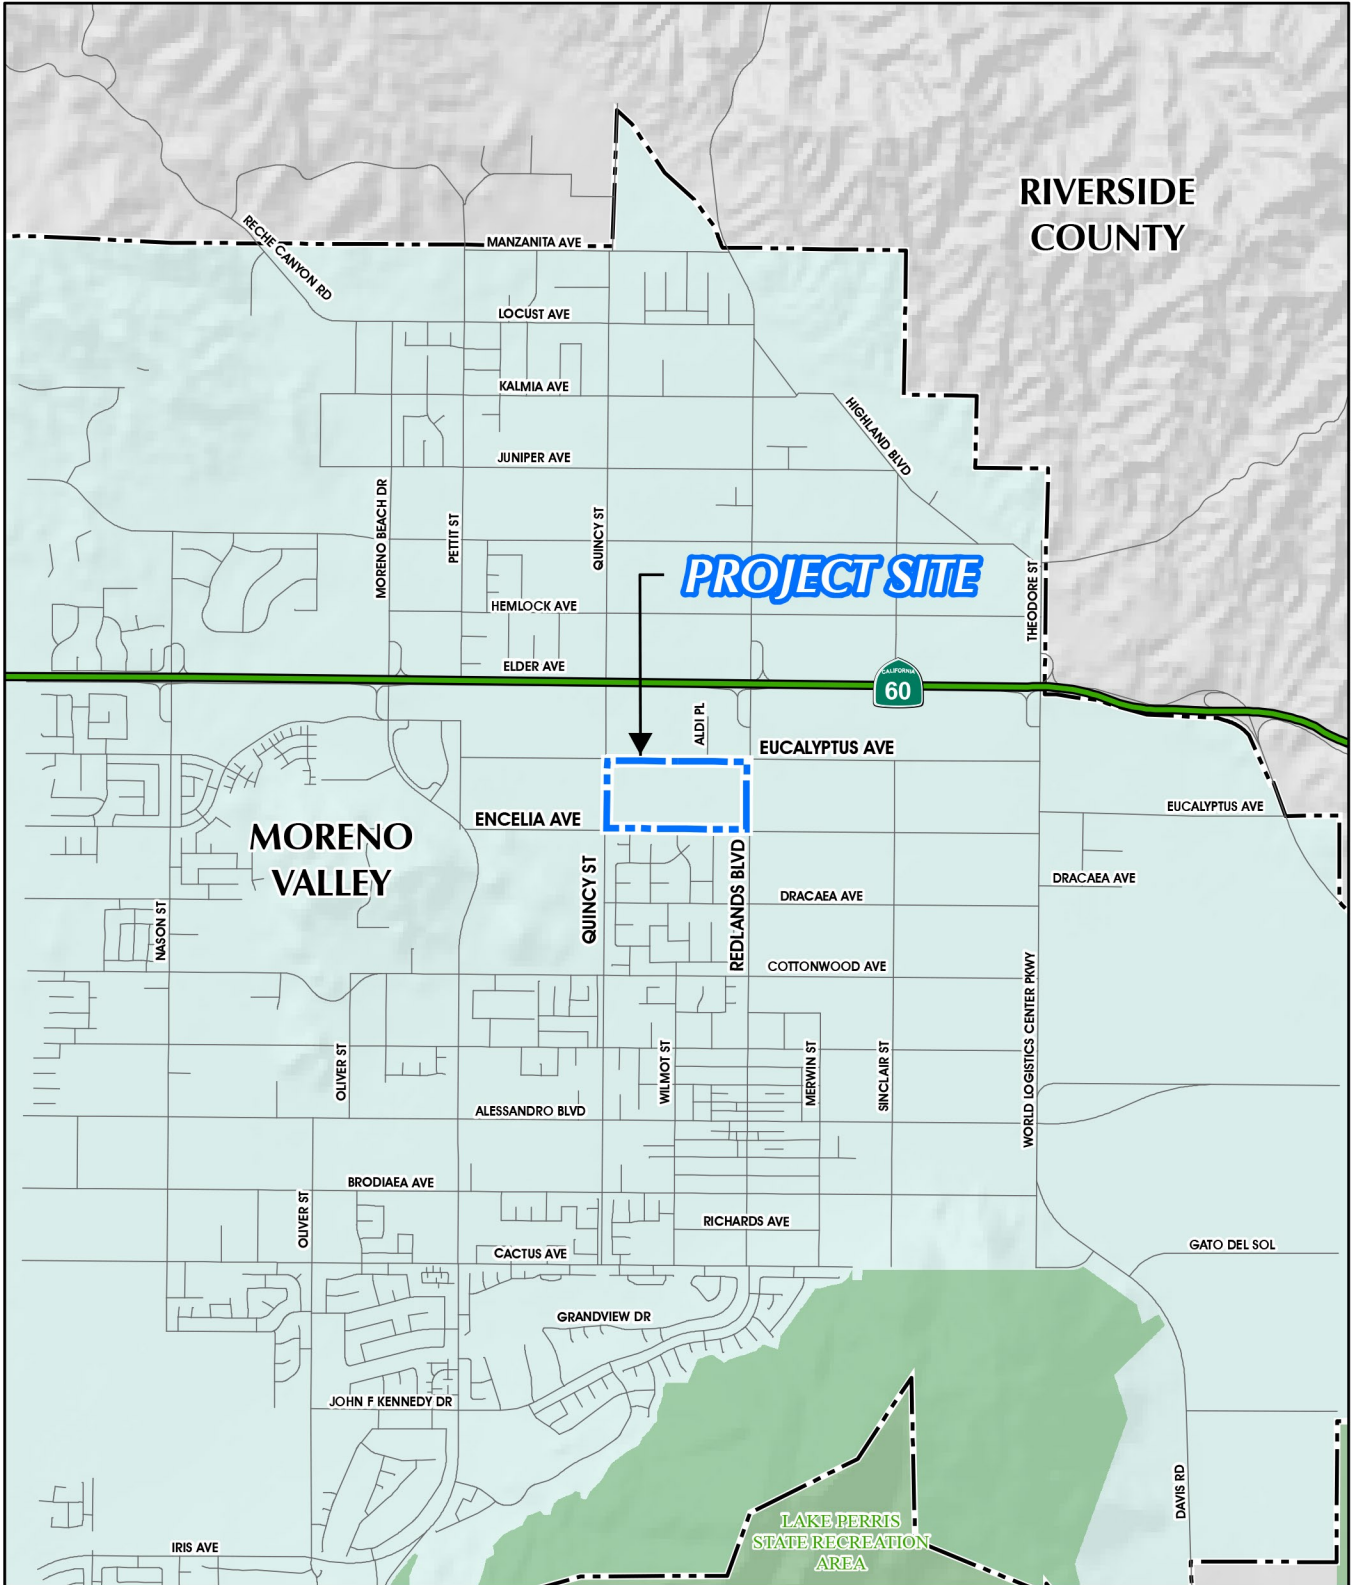 RIVERSIDE
COUNTY
RECHE CANYON RD
MANZANITA AVE
LOCUST AVE
KALMIA AVE
HIGHLAND BLVD
JUNIPER AVE
MORENO BEACH DR
PETTIT ST
QUINCY ST
PROJECT SITE
THEODORE ST
HEMLOCK AVE
ELDER AVE
CALIFORNIA
60
ALDI PL
EUCALYPTUS AVE
EUCALYPTUS AVE
ENCELIA AVE
MORENO
VALLEY
QUINCY ST
REDLANDS BLVD
DRACAEA AVE
DRACAEA AVE
NASON ST
COTTONWOOD AVE
WORLD LOGISTICS CENTER PKWY
OLIVER ST
WILMOT ST
MERWIN ST
SINCLAIR ST
ALESSANDRO BLVD
BRODIAEA AVE
OLIVER ST
RICHARDS AVE
CACTUS AVE
GATO DEL SOL
GRANDVIEW DR
JOHN F KENNEDY DR
DAVIS RD
LAKE PERRIS
STATE RECREATION
AREA
IRIS AVE